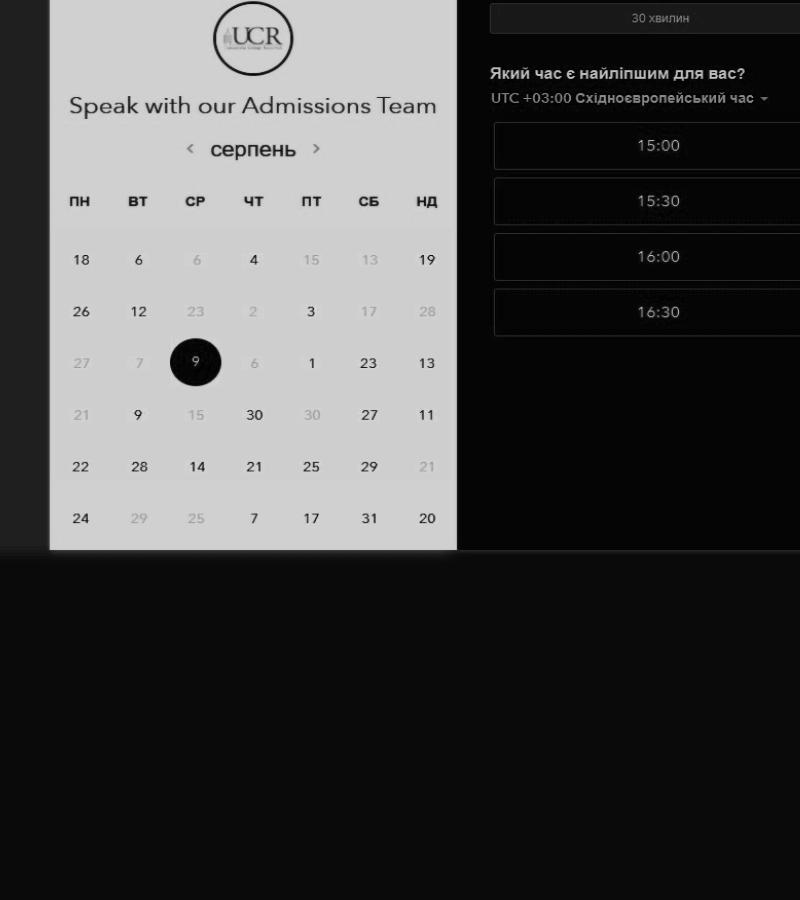 UCR
Speak with our Admissions Team
серпень
ПН ВТ СР ЧТ ПТ СБ НД
18 6 6 4 15 13 19
26 12 23 2 3 17 28
27 7 9 6 1 23 13
21 9 15 30 30 27 11
22 28 14 21 25 29 21
24 29 25 7 17 31 20
30 хвилин
Який час є найліпшим для вас?
UTC +03:00 Східноєвропейський час
15:00
15:30
16:00
16:30